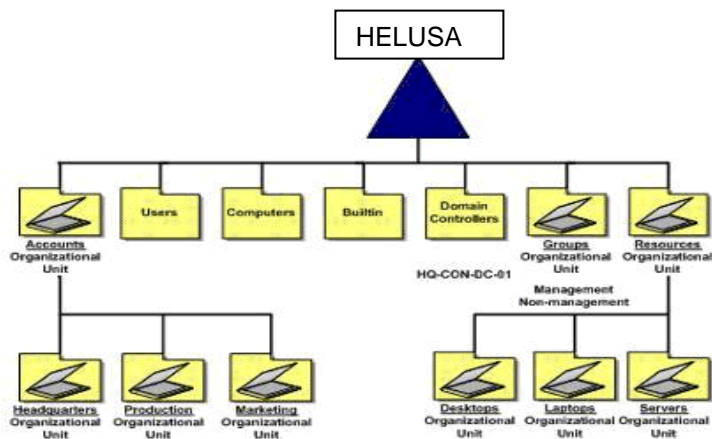 HELUSA
Users
Computers
Builtin
Domain
Controllers
Accounts
Organizational
Unit
HQ-CON-DC-01
Groups
Organizational
Unit
Management
Non-management
Resources
Organizational
Unit
Headquarters
Organizational
Unit
Production
Organizational
Unit
Marketing
Organizational
Unit
Desktops
Organizational
Unit
Laptops
Organizational
Unit
Servers
Organizational
Unit